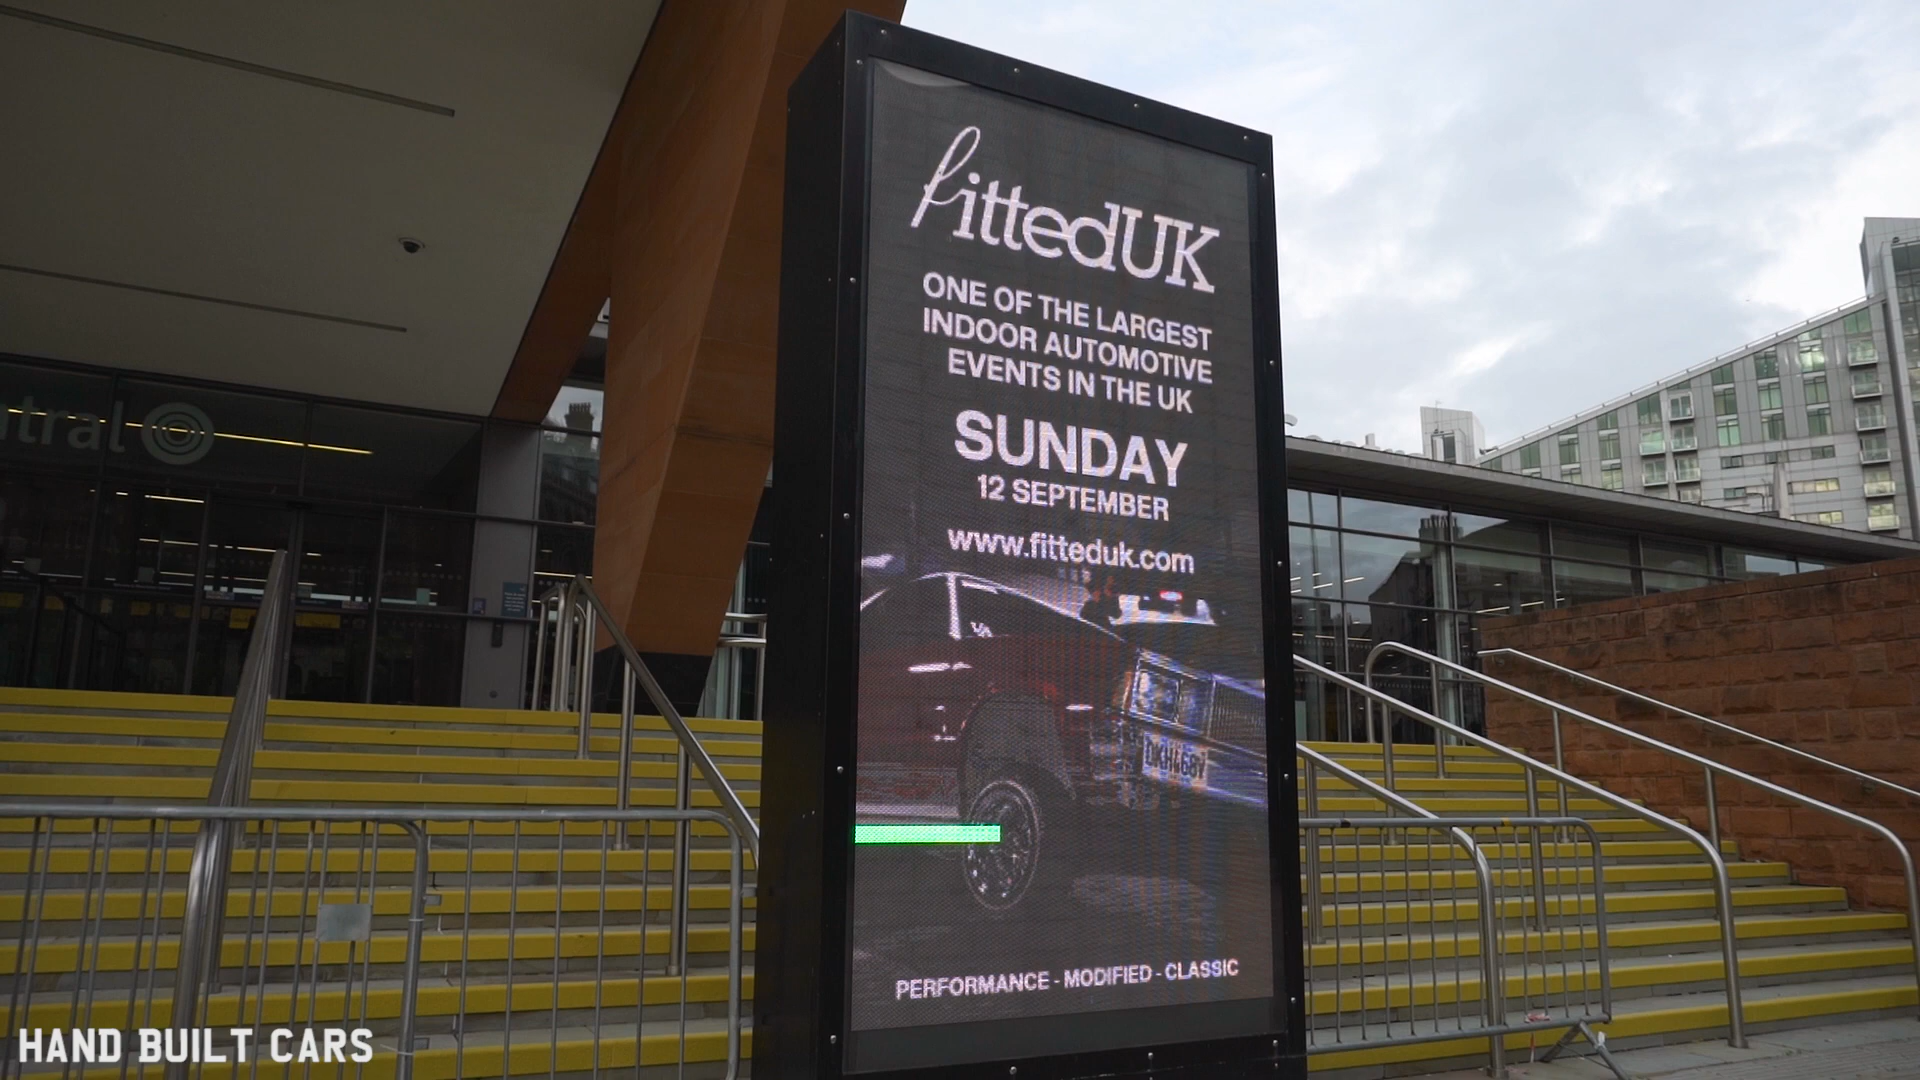 fittedUK
ONE OF THE LARGEST
INDOOR AUTOMOTIVE
EVENTS IN THE UK
SUNDAY
12 SEPTEMBER
www.fitteduk.com
DKH468V
PERFORMANCE - MODIFIED - CLASSIC
HAND BUILT CARS